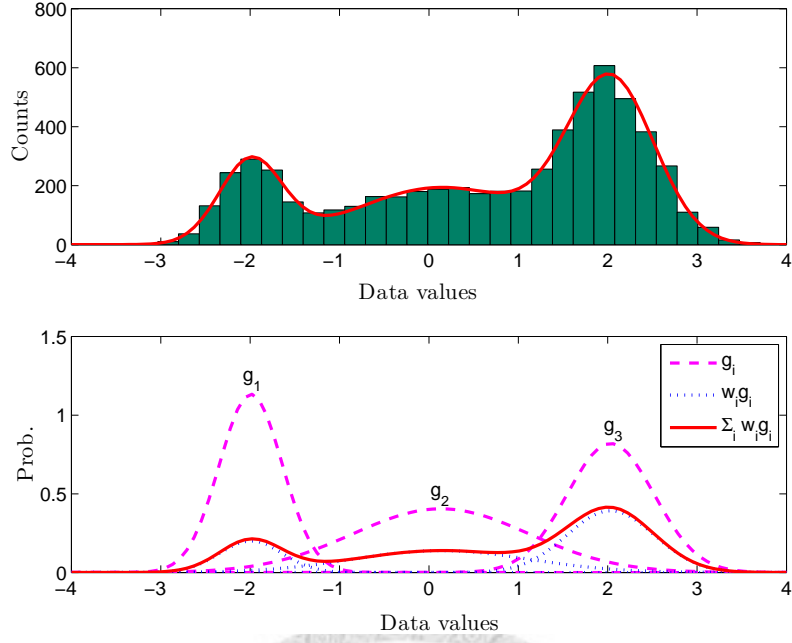 800
600
400
200
0
Counts
−4 −3 −2 −1 0 1 2 3 4
Data values
1.5
1
0.5
0
Prob.
g1
g2
g3
gi
wigi
Σi wigi
−4 −3 −2 −1 0 1 2 3 4
Data values